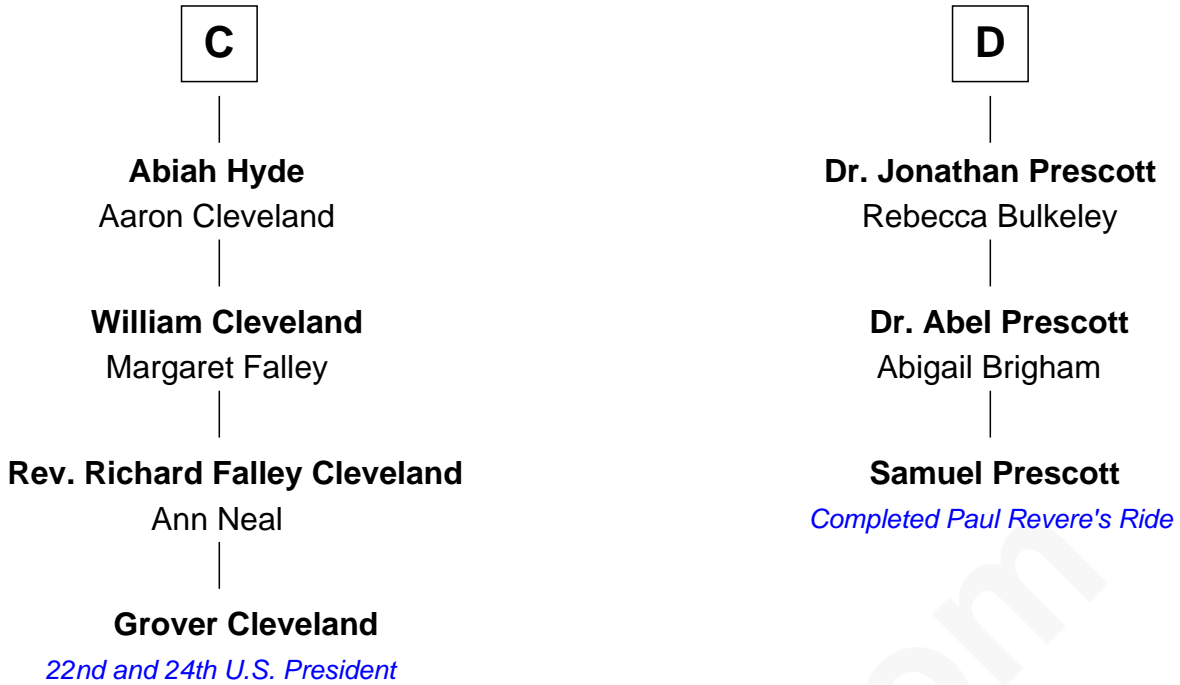 C
Abiah Hyde
Aaron Cleveland
William Cleveland
Margaret Falley
Rev. Richard Falley Cleveland
Ann Neal
Grover Cleveland
22nd and 24th U.S. President
D
Dr. Jonathan Prescott
Rebecca Bulkeley
Dr. Abel Prescott
Abigail Brigham
Samuel Prescott
Completed Paul Revere's Ride
om